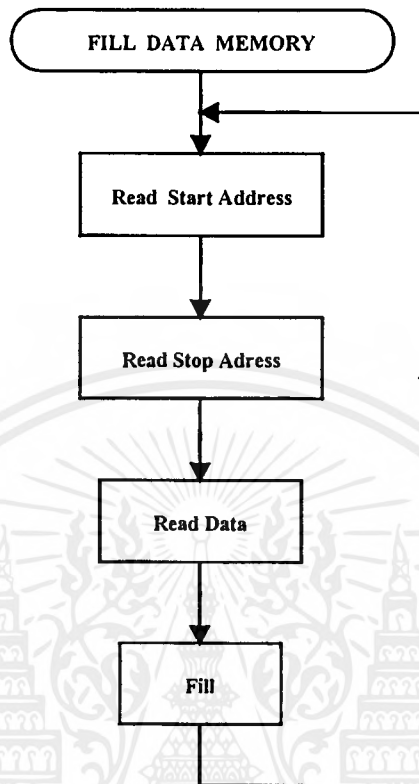 FILL DATA MEMORY
Read Start Address
Read Stop Adress
Read Data
Fill